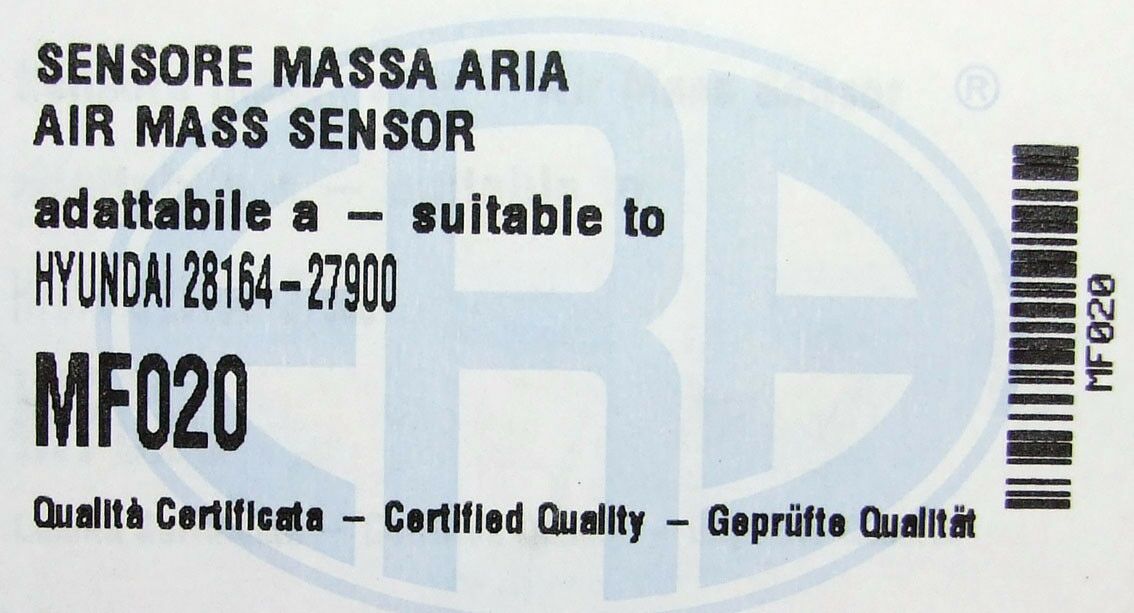 SENSORE MASSA ARIA
AIR MASS SENSOR
adattabile a – suitable to
HYUNDAI 28164-27900
MF020
Qualità Certificata – Certified Quality – Geprüfte Qualität
MF020
ERA
®